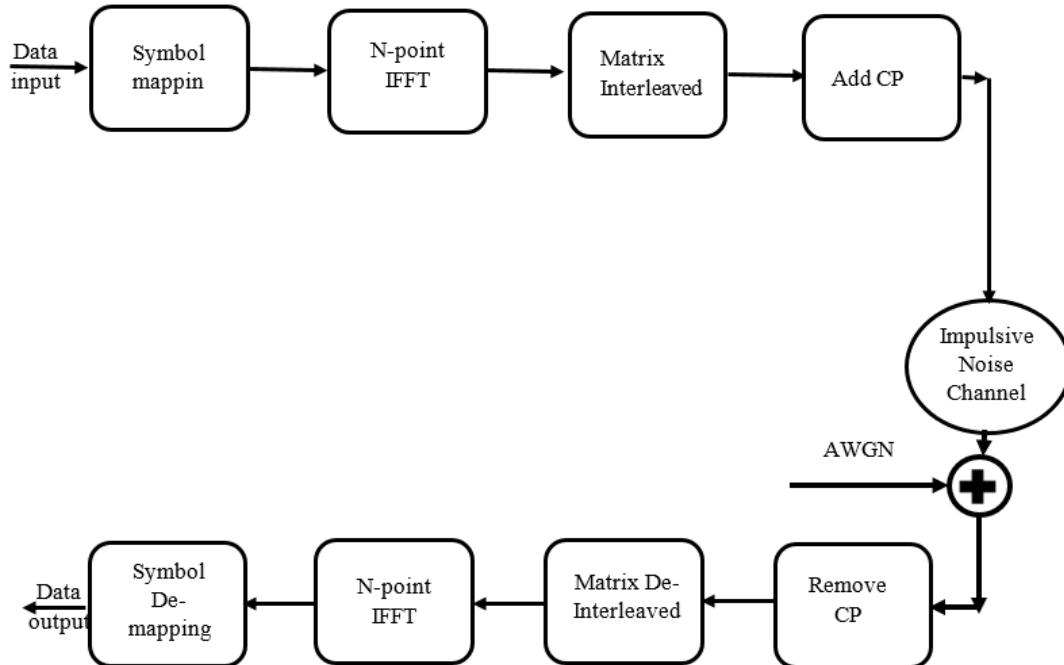 Data
input
Symbol
mappin
N-point
IFFT
Matrix
Interleaved
Add CP
Impulsive
Noise
Channel
AWGN
Remove
CP
Matrix De-
Interleaved
N-point
IFFT
Symbol
De-
mapping
Data
output